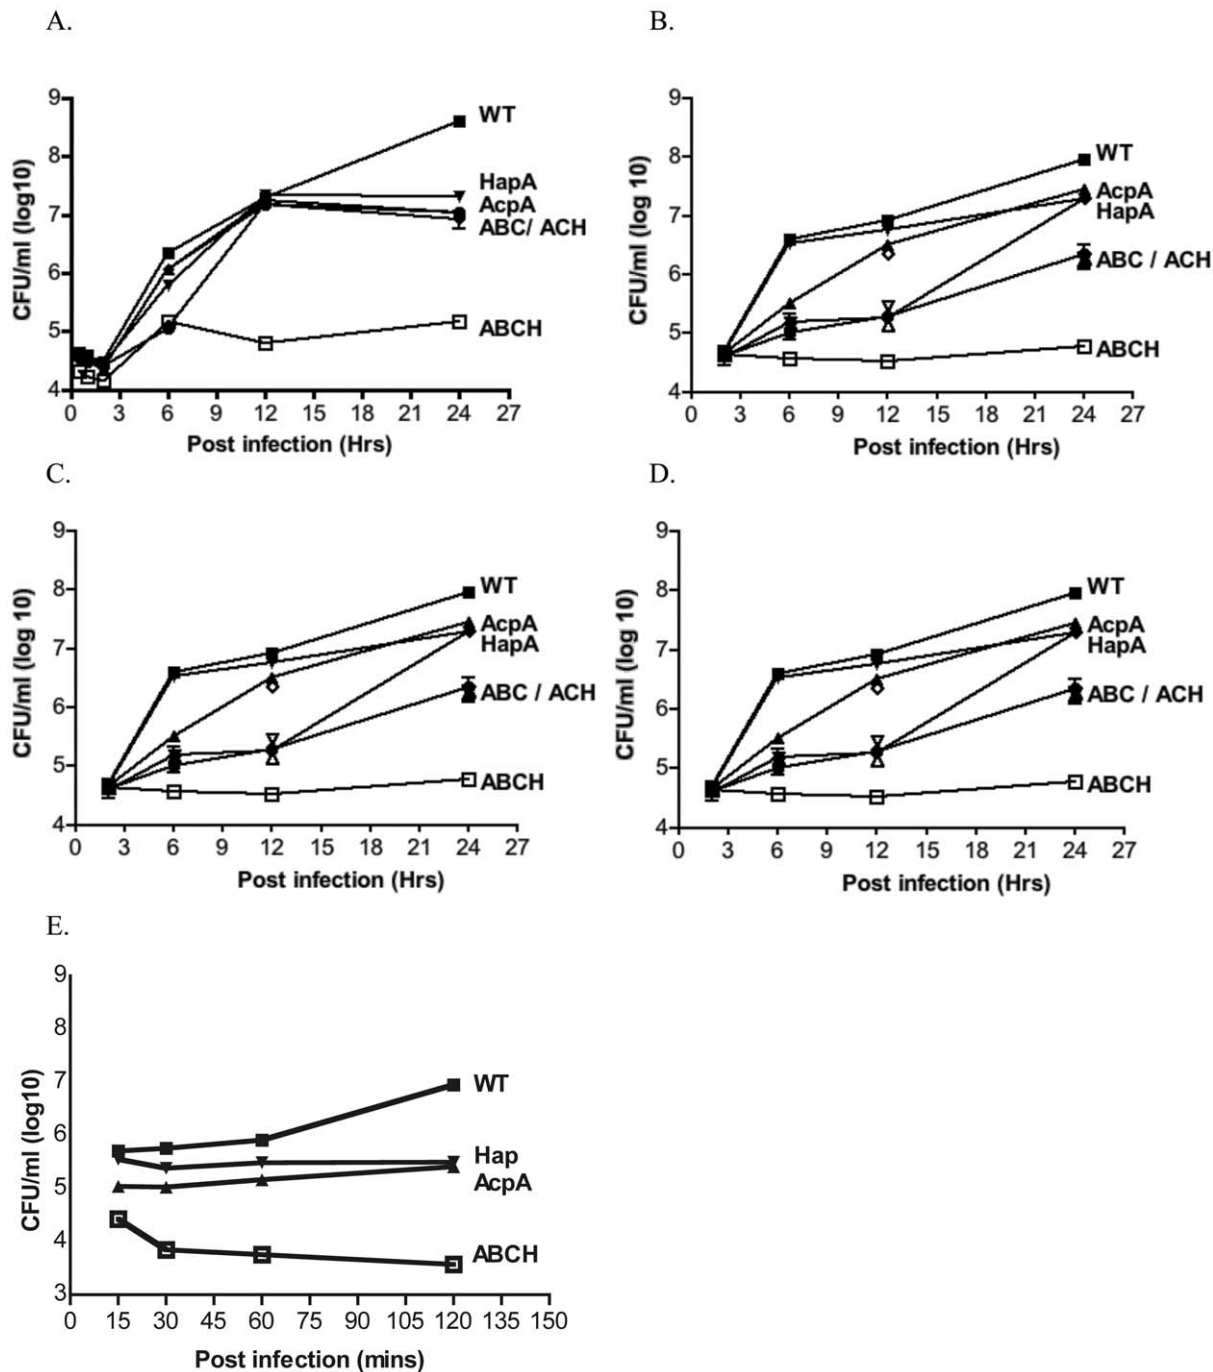 A.
CFU/ml (log10)
9
8
7
6
5
4
WT
HapA
AcpA
ABC/ ACH
ABCH
0 3 6 9 12 15 18 21 24 27
Post infection (Hrs)
B.
CFU/ml (log 10)
9
8
7
6
5
4
WT
AcpA
HapA
ABC / ACH
ABCH
0 3 6 9 12 15 18 21 24 27
Post infection (Hrs)
C.
CFU/ml (log 10)
9
8
7
6
5
4
WT
AcpA
HapA
ABC / ACH
ABCH
0 3 6 9 12 15 18 21 24 27
Post infection (Hrs)
D.
CFU/ml (log 10)
9
8
7
6
5
4
WT
AcpA
HapA
ABC / ACH
ABCH
0 3 6 9 12 15 18 21 24 27
Post infection (Hrs)
E.
CFU/ml (log10)
9
8
7
6
5
4
3
WT
Hap
AcpA
ABCH
0 15 30 45 60 75 90 105 120 135 150
Post infection (mins)